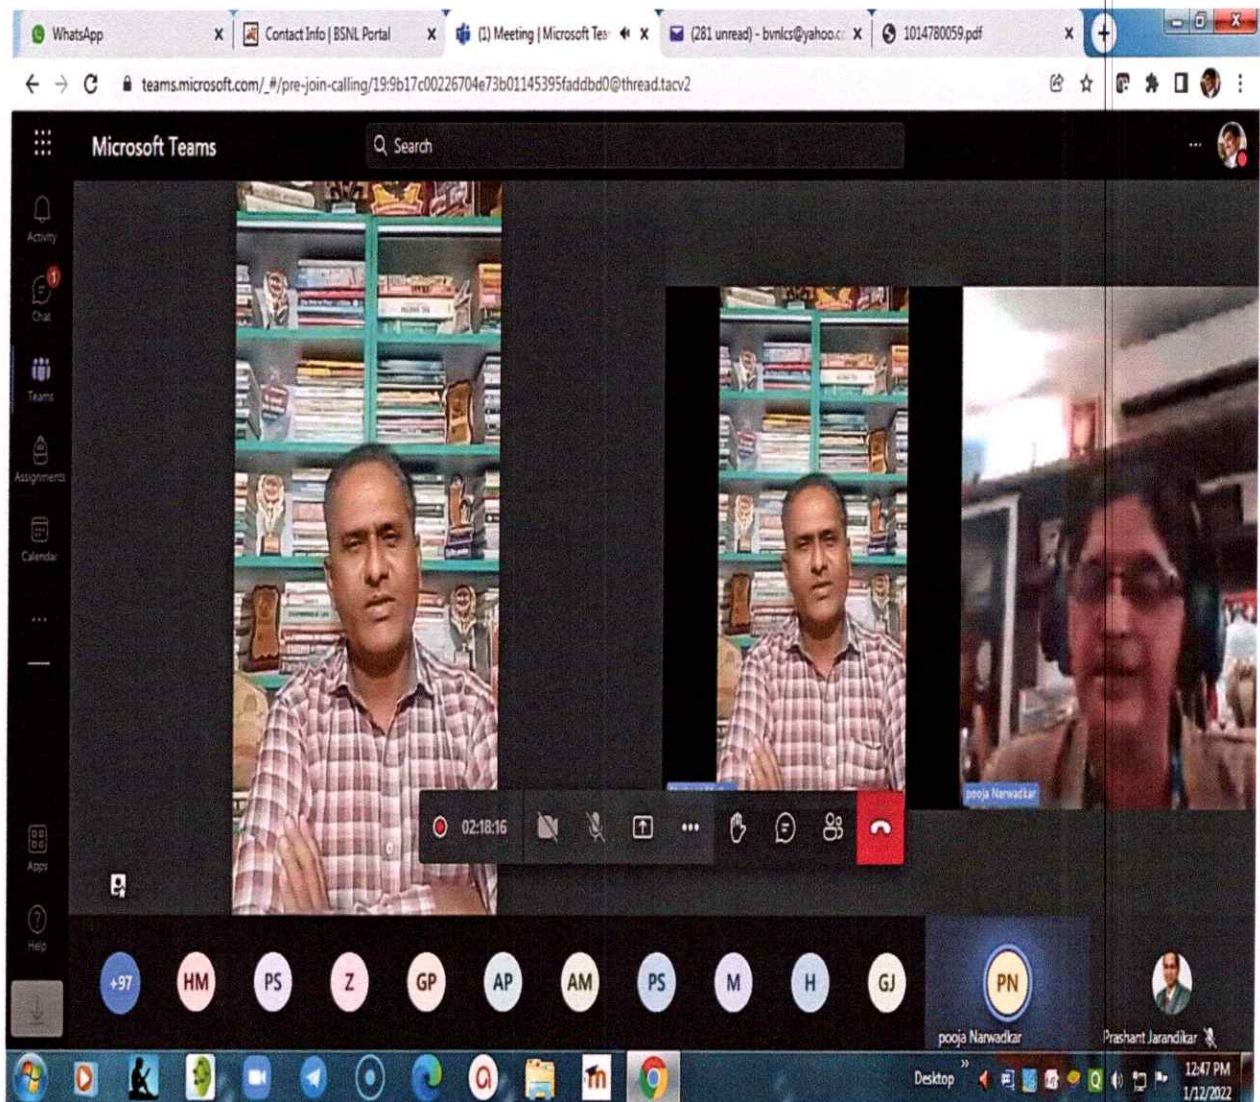 WhatsApp x Contact Info | BSNL Portal x (1) Meeting | Microsoft Tea x (281 unread) - bvnlcs@yahoo.c x 1014780059.pdf x +
teams.microsoft.com/_#/pre-join-calling/19:9b17c00226704e73b01145395faddbd0@thread.tacv2
Microsoft Teams
Search
Activity
1
Chat
Teams
Assignments
Calendar
Apps
Help
pooja Narwadkar
02:18:16
+97 HM PS Z GP AP AM PS M H GJ PN
pooja Narwadkar
Prashant Jarandikar
Desktop
12:47 PM
1/12/2022